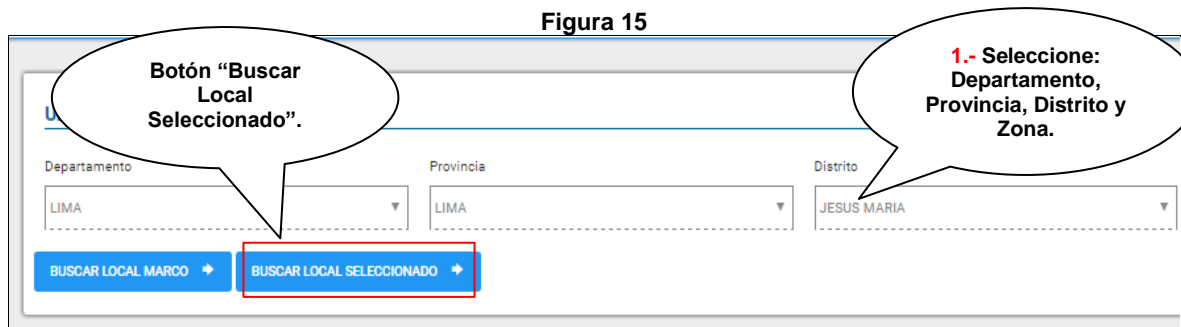 Figura 15
Botón “Buscar
Local
Seleccionado”.
1.- Seleccione:
Departamento,
Provincia, Distrito y
Zona.
Departamento
Provincia
Distrito
LIMA
LIMA
JESUS MARIA
BUSCAR LOCAL MARCO
BUSCAR LOCAL SELECCIONADO